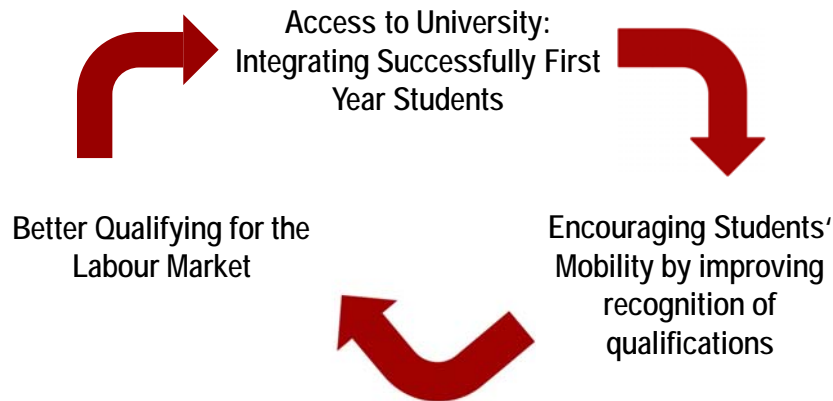 Access to University:
Integrating Successfully First
Year Students
Better Qualifying for the
Labour Market
Encouraging Students‘
Mobility by improving
recognition of
qualifications